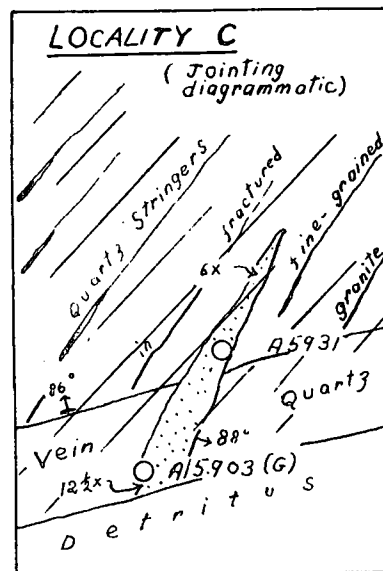 LOCALITY C
( Jointing
diagrammatic)
Quartz Stringers
in
fractured
fine-grained
granite
6x
A5931
86°
Quartz
Vein
88°
A15903 (G)
12½x
Detritus